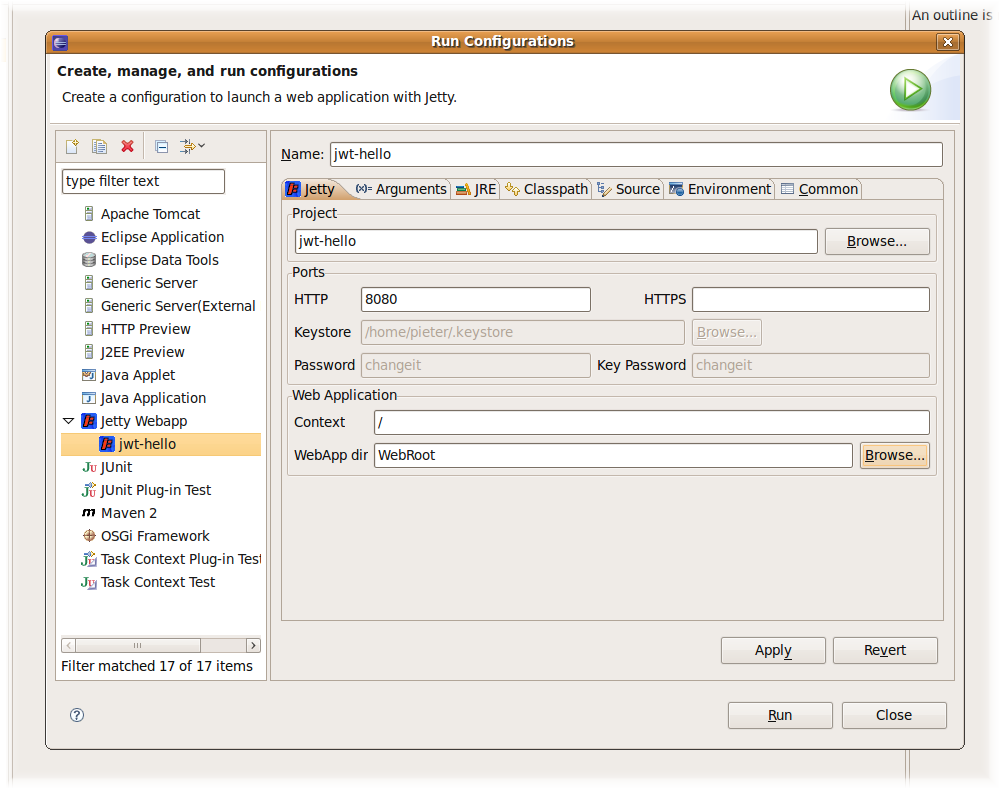 An outline is
Run Configurations
Create, manage, and run configurations
Create a configuration to launch a web application with Jetty.
type filter text
Apache Tomcat
Eclipse Application
Eclipse Data Tools
Generic Server
Generic Server(External
HTTP Preview
J2EE Preview
Java Applet
Java Application
Jetty Webapp
jwt-hello
JUnit
JUnit Plug-in Test
Maven 2
OSGi Framework
Task Context Plug-in Test
Task Context Test
Filter matched 17 of 17 items
Name: jwt-hello
Jetty (x)= Arguments JRE Classpath Source Environment Common
Project
jwt-hello Browse...
Ports
HTTP 8080 HTTPS
Keystore /home/pieter/.keystore Browse...
Password changeit Key Password changeit
Web Application
Context /
WebApp dir WebRoot Browse...
Apply Revert
Run Close